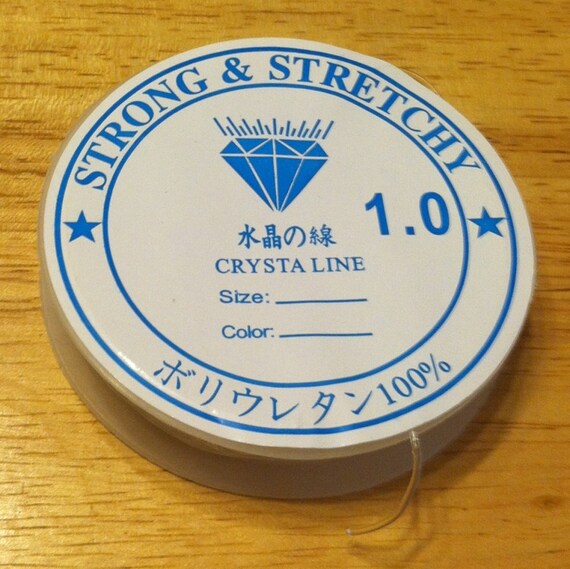 STRONG & STRETCHY
1.0
水晶の線
CRYSTA LINE
Size:
Color:
ボリウレタン100%